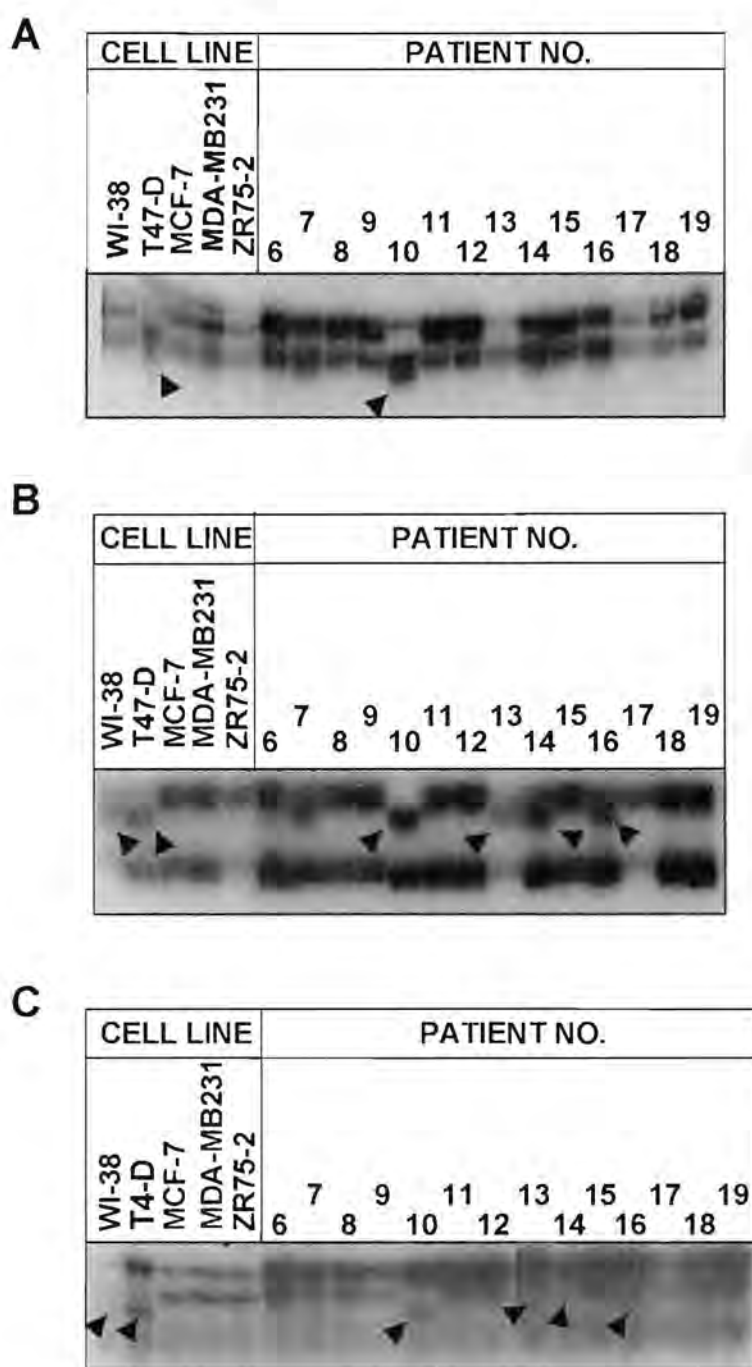 A
CELL LINE PATIENT NO.
WI-38
T47-D
MCF-7
MDA-MB231
ZR75-2
7 9 11 13 15 17 19
6 8 10 12 14 16 18
B
CELL LINE PATIENT NO.
WI-38
T47-D
MCF-7
MDA-MB231
ZR75-2
7 9 11 13 15 17 19
6 8 10 12 14 16 18
C
CELL LINE PATIENT NO.
WI-38
T4-D
MCF-7
MDA-MB231
ZR75-2
7 9 11 13 15 17 19
6 8 10 12 14 16 18